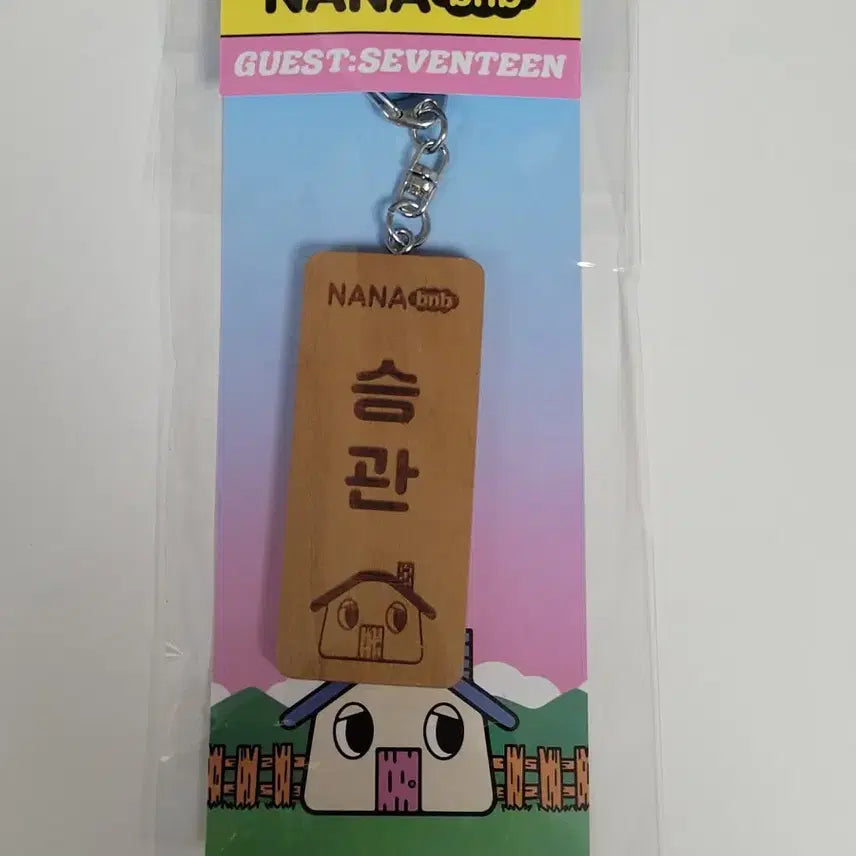 NANA bnb
GUEST:SEVENTEEN
NANA bnb
승
관